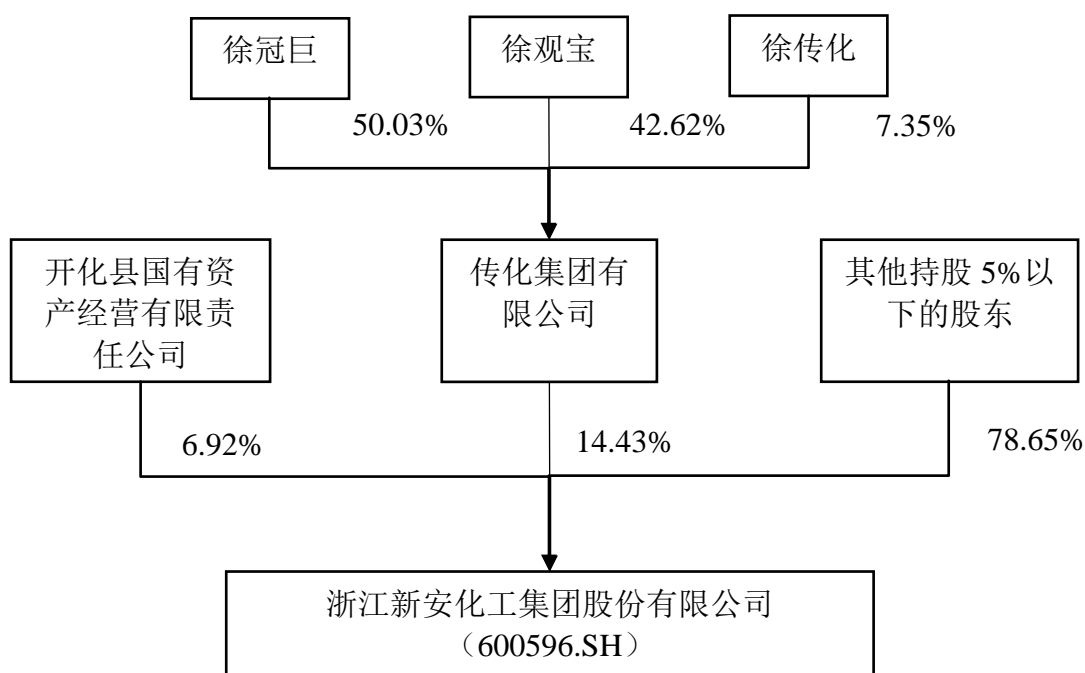 徐冠巨
徐观宝
徐传化
50.03%
42.62%
7.35%
开化县国有资
产经营有限责
任公司
传化集团有
限公司
其他持股 5%以
下的股东
6.92%
14.43%
78.65%
浙江新安化工集团股份有限公司
（600596.SH）